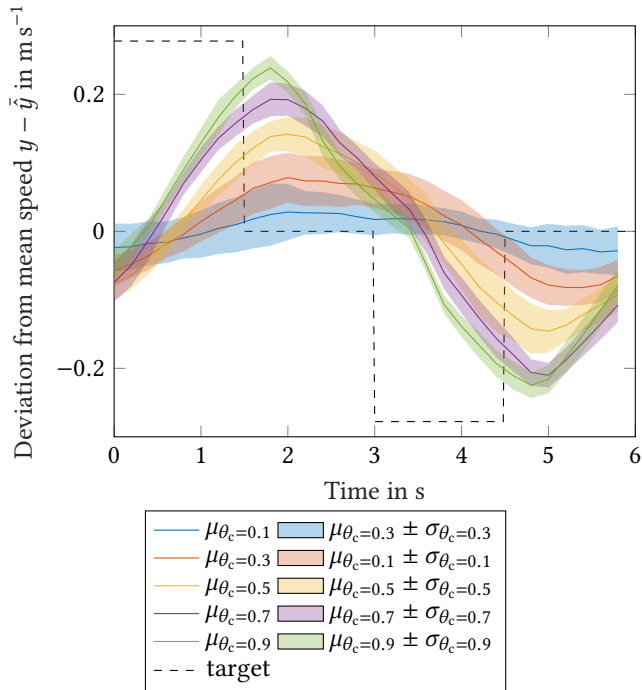 Deviation from mean speed y − ȳ̂ in m s⁻¹
0.2
0
−0.2
0 1 2 3 4 5 6
Time in s
μθc=0.1 μθc=0.3 ± σθc=0.3
μθc=0.3 μθc=0.1 ± σθc=0.1
μθc=0.5 μθc=0.5 ± σθc=0.5
μθc=0.7 μθc=0.7 ± σθc=0.7
μθc=0.9 μθc=0.9 ± σθc=0.9
target